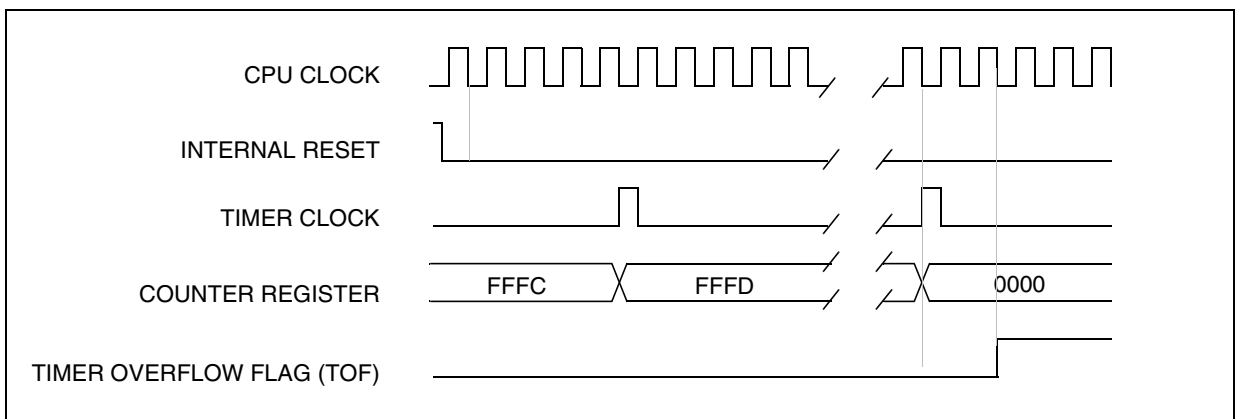 CPU CLOCK
INTERNAL RESET
TIMER CLOCK
COUNTER REGISTER FFFC FFFD 0000
TIMER OVERFLOW FLAG (TOF)